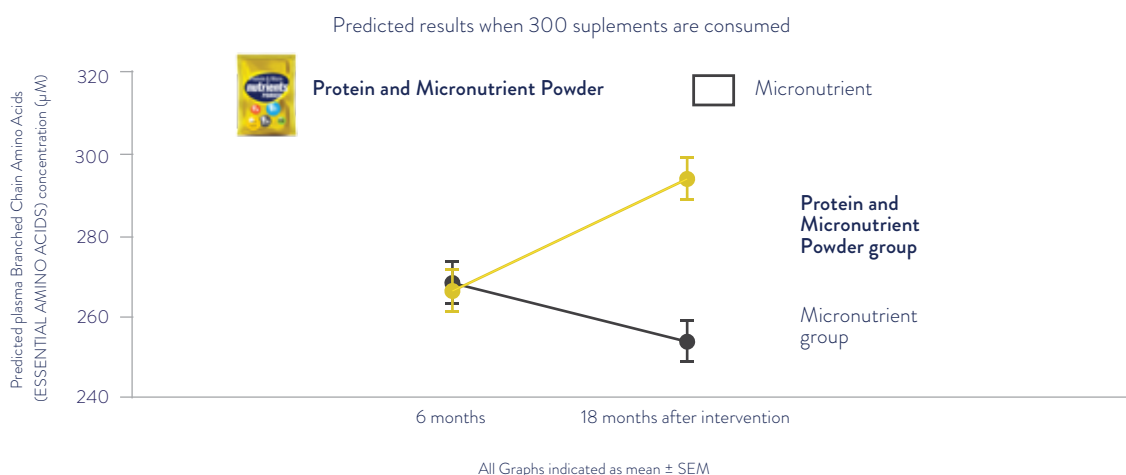 Predicted results when 300 suplements are consumed
Predicted plasma Branched Chain Amino Acids
(ESSENTIAL AMINO ACIDS) concentration (μM)
320
300
280
260
240
nutrients
Protein and Micronutrient Powder
Micronutrient
Protein and
Micronutrient
Powder group
Micronutrient
group
6 months
18 months after intervention
All Graphs indicated as mean ± SEM